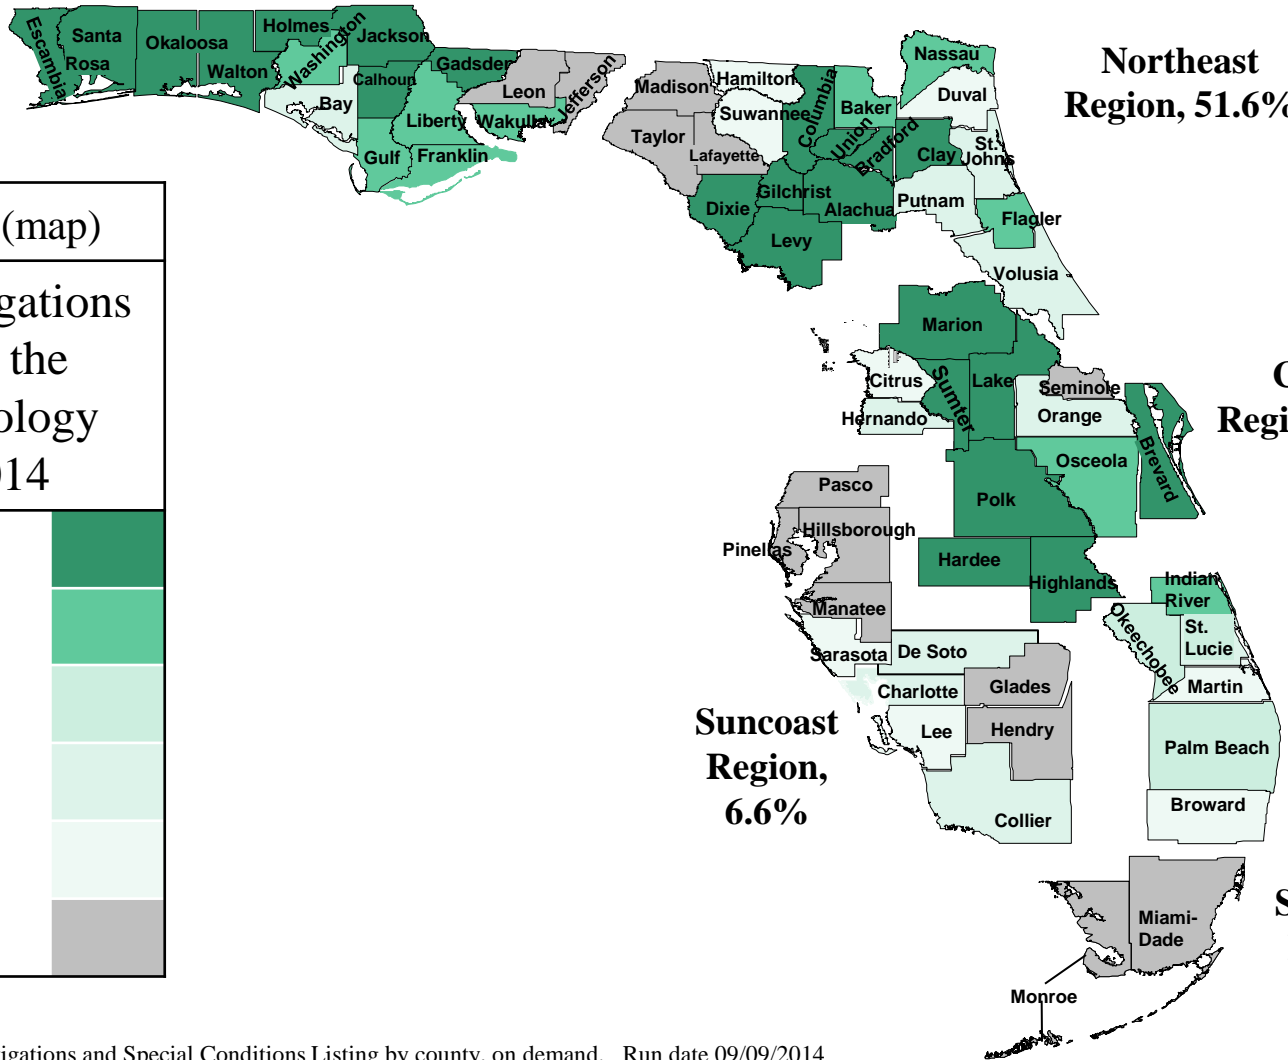 Escambia
Santa
Rosa
Okaloosa
Walton
Holmes
Washington
Jackson
Bay
Calhoun
Gulf
Liberty
Franklin
Gadsden
Leon
Wakulla
Jefferson
Madison
Taylor
Hamilton
Suwannee
Lafayette
Columbia
Baker
Union
Bradford
Nassau
Duval
Clay
St.
Johns
Dixie
Gilchrist
Alachua
Levy
Putnam
Flagler
Volusia
Northeast
Region, 51.6%
(map)
gations
the
ology
014
Marion
Citrus
Hernando
Sumter
Lake
Seminole
Orange
Osceola
Brevard
Polk
Hardee
Highlands
C
Regi
Pasco
Hillsborough
Pinellas
Manatee
Sarasota
De Soto
Charlotte
Glades
Lee
Hendry
Collier
Suncoast
Region,
6.6%
Indian
River
Okeechobee
St.
Lucie
Martin
Palm Beach
Broward
S
Miami-
Dade
Monroe
igations and Special Conditions Listing by county, on demand. Run date 09/09/2014